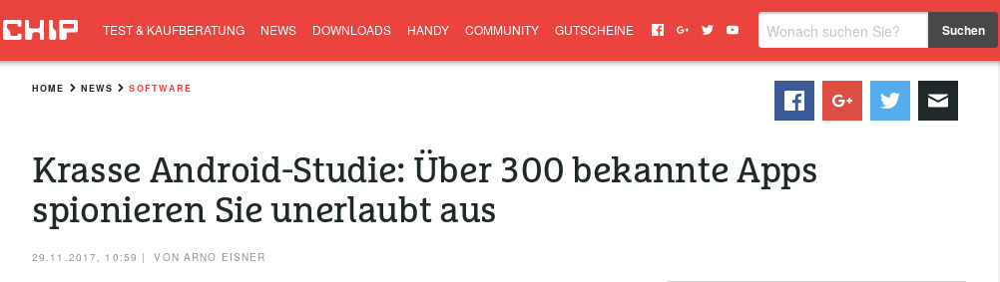 CHIP TEST & KAUFBERATUNG NEWS DOWNLOADS HANDY COMMUNITY GUTSCHEINE Wonach suchen Sie? Suchen
HOME > NEWS > SOFTWARE
Krasse Android-Studie: Über 300 bekannte Apps
spionieren Sie unerlaubt aus
29.11.2017, 10:59 | VON ARNO EISNER